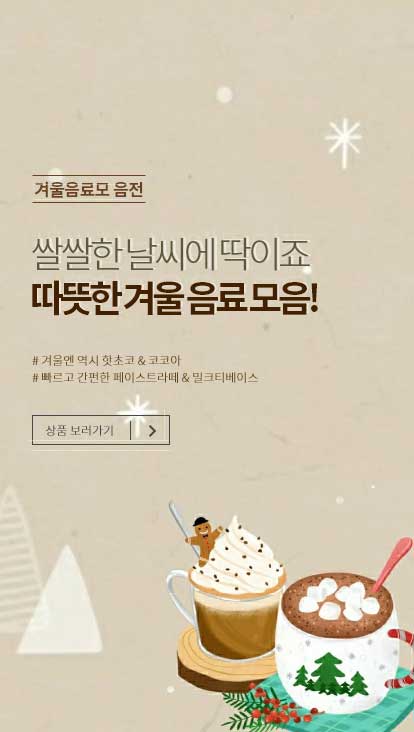 겨울음료모 음전
쌀쌀한 날씨에 딱이죠
따뜻한 겨울 음료 모음!
# 겨울엔 역시 핫초코 & 코코아
# 빠르고 간편한 페이스트라떼 & 밀크티베이스
상품 보러가기